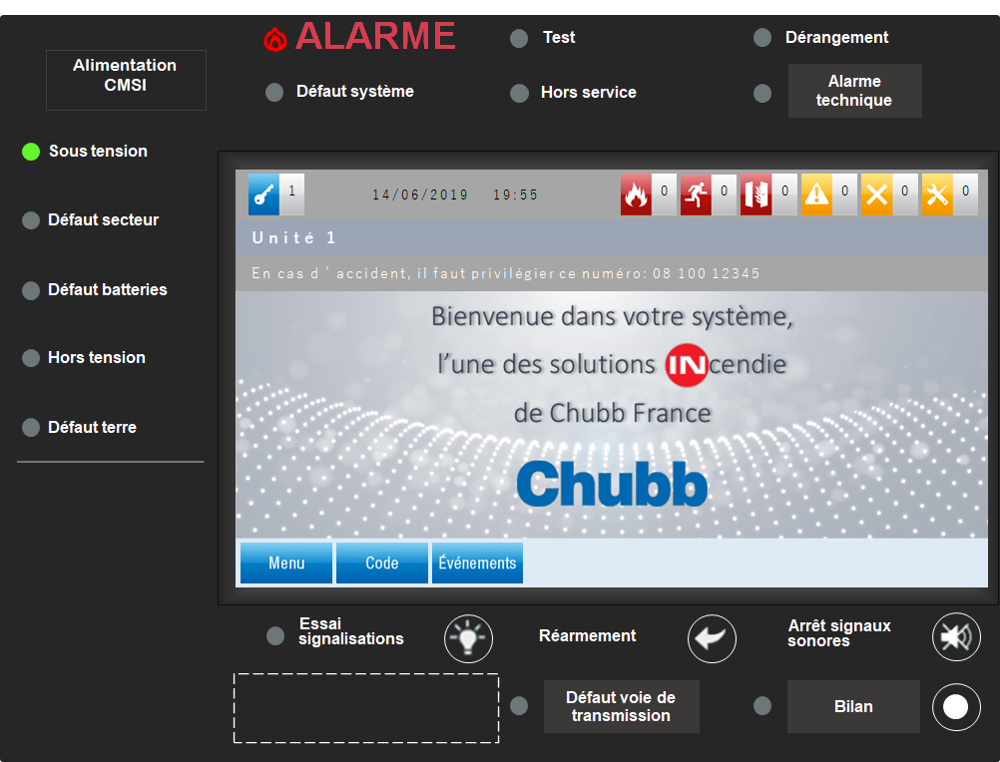 ALARME
Test
Dérangement
Alimentation
CMSI
Défaut système
Hors service
Alarme
technique
Sous tension
Défaut secteur
Défaut batteries
Hors tension
Défaut terre
1
14/06/2019 19:55
0 0 0 0 0 0
Unité 1
En cas d'accident, il faut privilégier ce numéro: 08 100 12345
Bienvenue dans votre système,
l'une des solutions INcendie
de Chubb France
Chubb
Menu Code Événements
Essai
signalisations
Réarmement
Arrêt signaux
sonores
Défaut voie de
transmission
Bilan